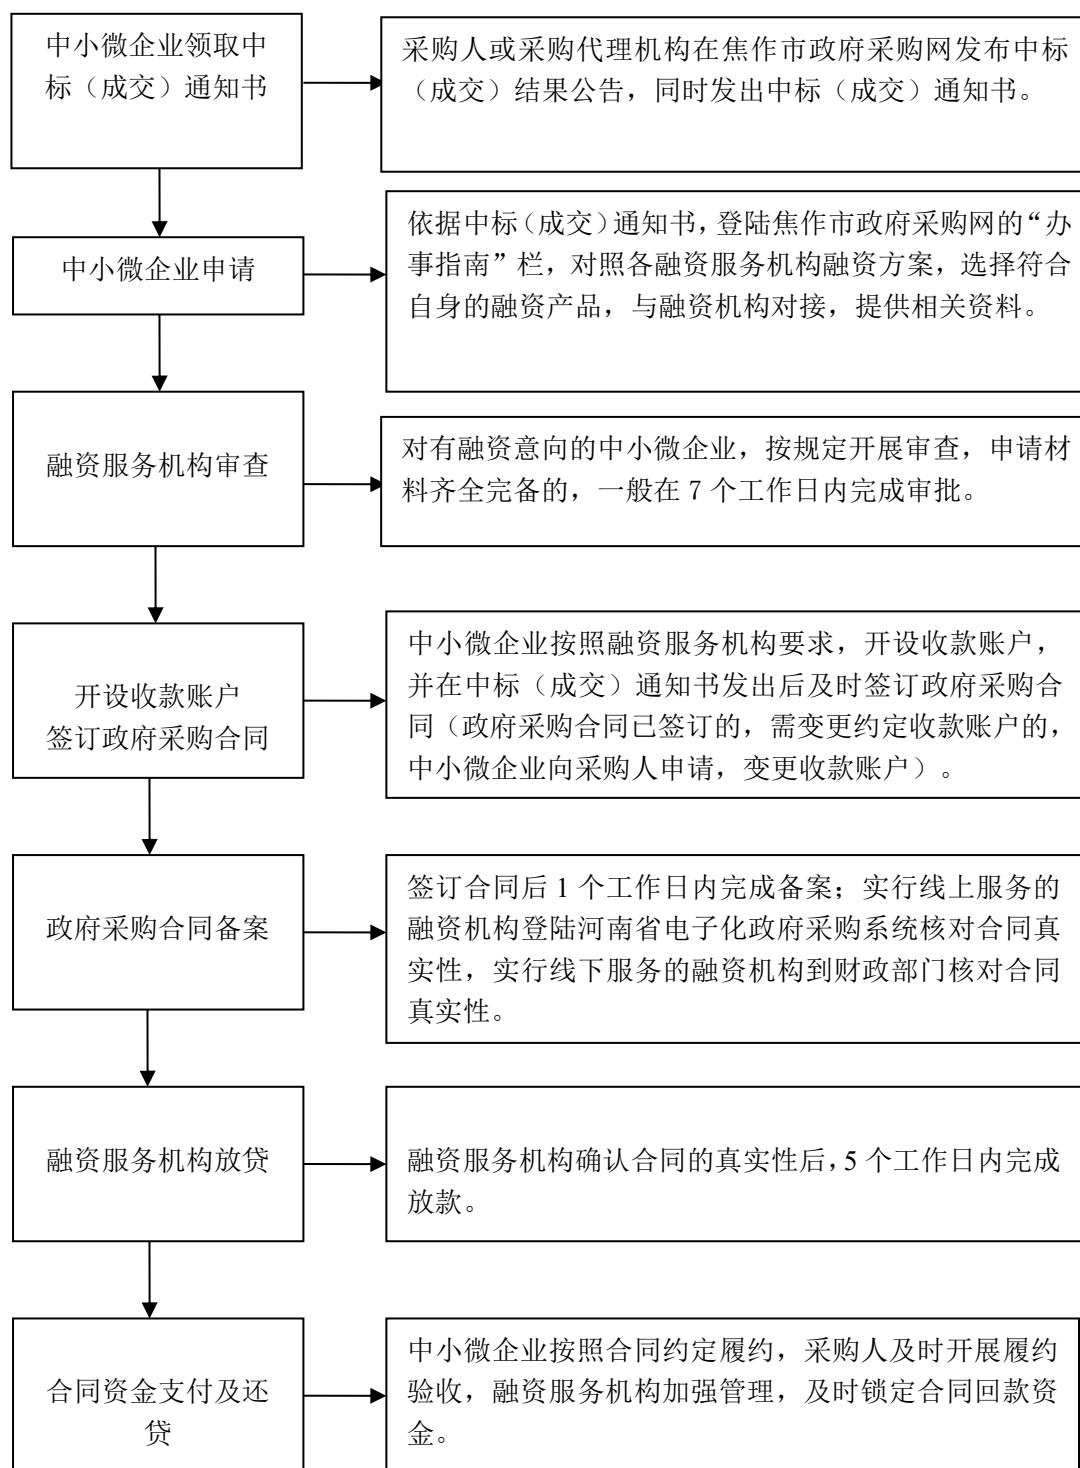 中小微企业领取中
标（成交）通知书
采购人或采购代理机构在焦作市政府采购网发布中标
（成交）结果公告，同时发出中标（成交）通知书。
中小微企业申请
依据中标（成交）通知书，登陆焦作市政府采购网的“办
事指南”栏，对照各融资服务机构融资方案，选择符合
自身的融资产品，与融资机构对接，提供相关资料。
融资服务机构审查
对有融资意向的中小微企业，按规定开展审查，申请材
料齐全完备的，一般在 7 个工作日内完成审批。
开设收款账户
签订政府采购合同
中小微企业按照融资服务机构要求，开设收款账户，
并在中标（成交）通知书发出后及时签订政府采购合
同（政府采购合同已签订的，需变更约定收款账户的，
中小微企业向采购人申请，变更收款账户）。
政府采购合同备案
签订合同后 1 个工作日内完成备案；实行线上服务的
融资机构登陆河南省电子化政府采购系统核对合同真
实性，实行线下服务的融资机构到财政部门核对合同
真实性。
融资服务机构放贷
融资服务机构确认合同的真实性后，5 个工作日内完成
放款。
合同资金支付及还
贷
中小微企业按照合同约定履约，采购人及时开展履约
验收，融资服务机构加强管理，及时锁定合同回款资
金。